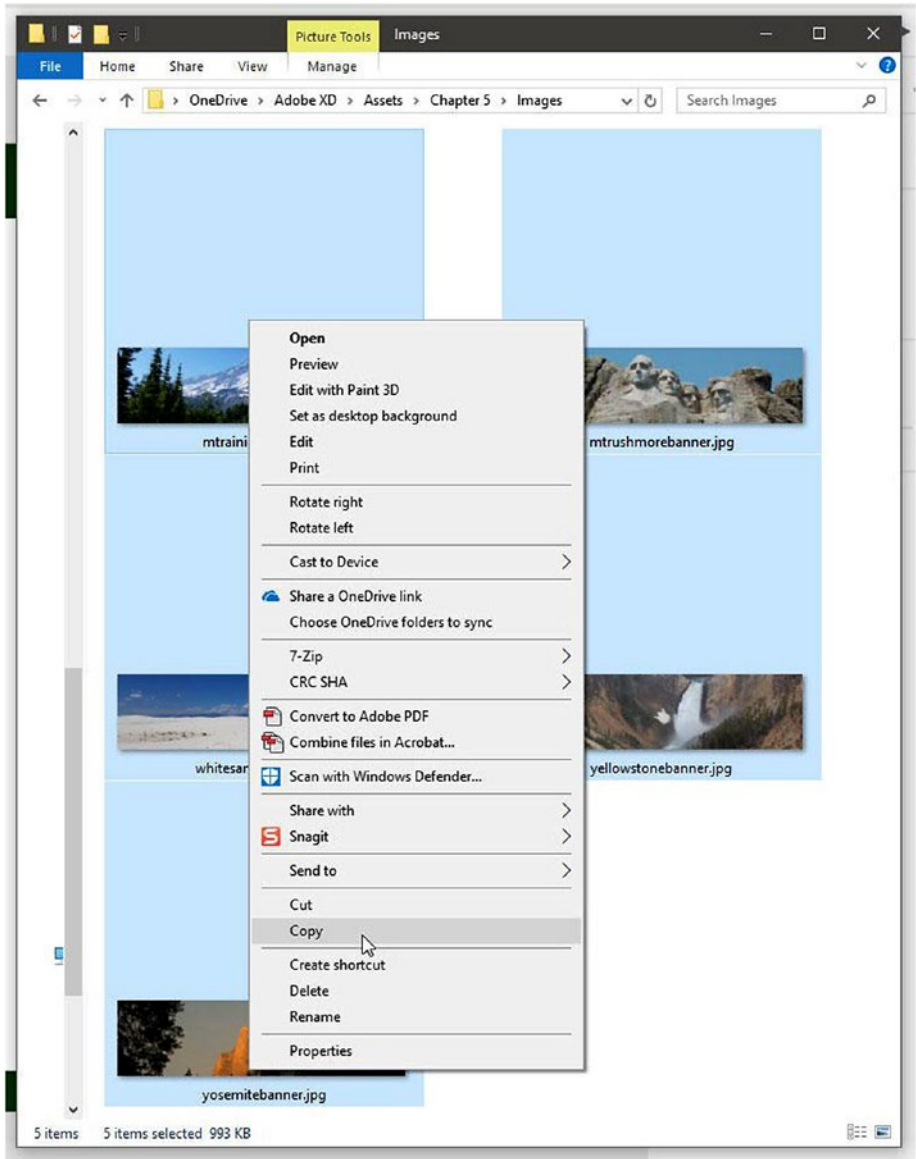 Picture Tools Images
File Home Share View Manage
OneDrive > Adobe XD > Assets > Chapter 5 > Images Search Images
mtraini
mtrushmorebanner.jpg
Open
Preview
Edit with Paint 3D
Set as desktop background
Edit
Print
Rotate right
Rotate left
Cast to Device
Share a OneDrive link
Choose OneDrive folders to sync
7-Zip
CRC SHA
Convert to Adobe PDF
Combine files in Acrobat...
whitesan
yellowstonebanner.jpg
Scan with Windows Defender...
Share with
S Snagit
Send to
Cut
Copy
Create shortcut
Delete
Rename
Properties
yosemitebanner.jpg
5 items 5 items selected 993 KB